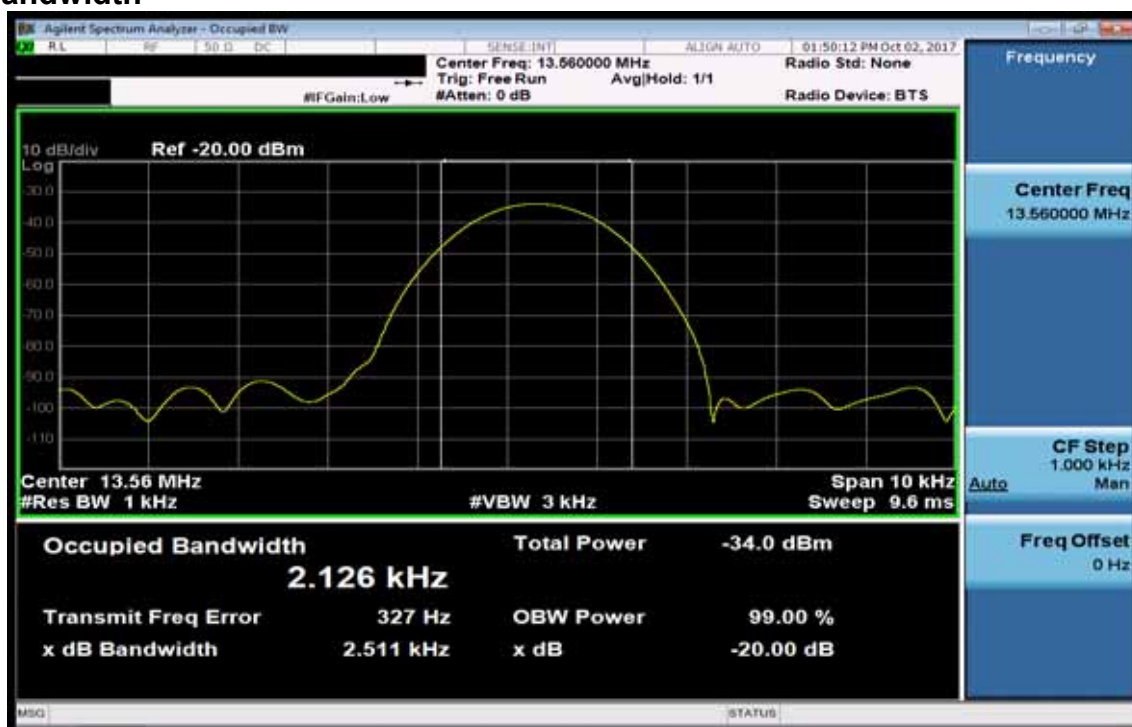 andwidth
Agilent Spectrum Analyzer - Occupied BW
RL RF 50 Ω DC SENSE:INT ALIGN AUTO 01:50:12 PM Oct 02, 2017
Center Freq: 13.560000 MHz Radio Std: None
Trig: Free Run Avg|Hold: 1/1
#IFGain:Low #Atten: 0 dB Radio Device: BTS
10 dB/div Ref -20.00 dBm
Log
-30.0
-40.0
-50.0
-60.0
-70.0
-80.0
-90.0
-100
-110
Center 13.56 MHz Span 10 kHz
#Res BW 1 kHz #VBW 3 kHz Sweep 9.6 ms
Occupied Bandwidth Total Power -34.0 dBm
2.126 kHz
Transmit Freq Error 327 Hz OBW Power 99.00 %
x dB Bandwidth 2.511 kHz x dB -20.00 dB
MSG STATUS
Frequency
Center Freq
13.560000 MHz
CF Step
1.000 kHz
Auto Man
Freq Offset
0 Hz